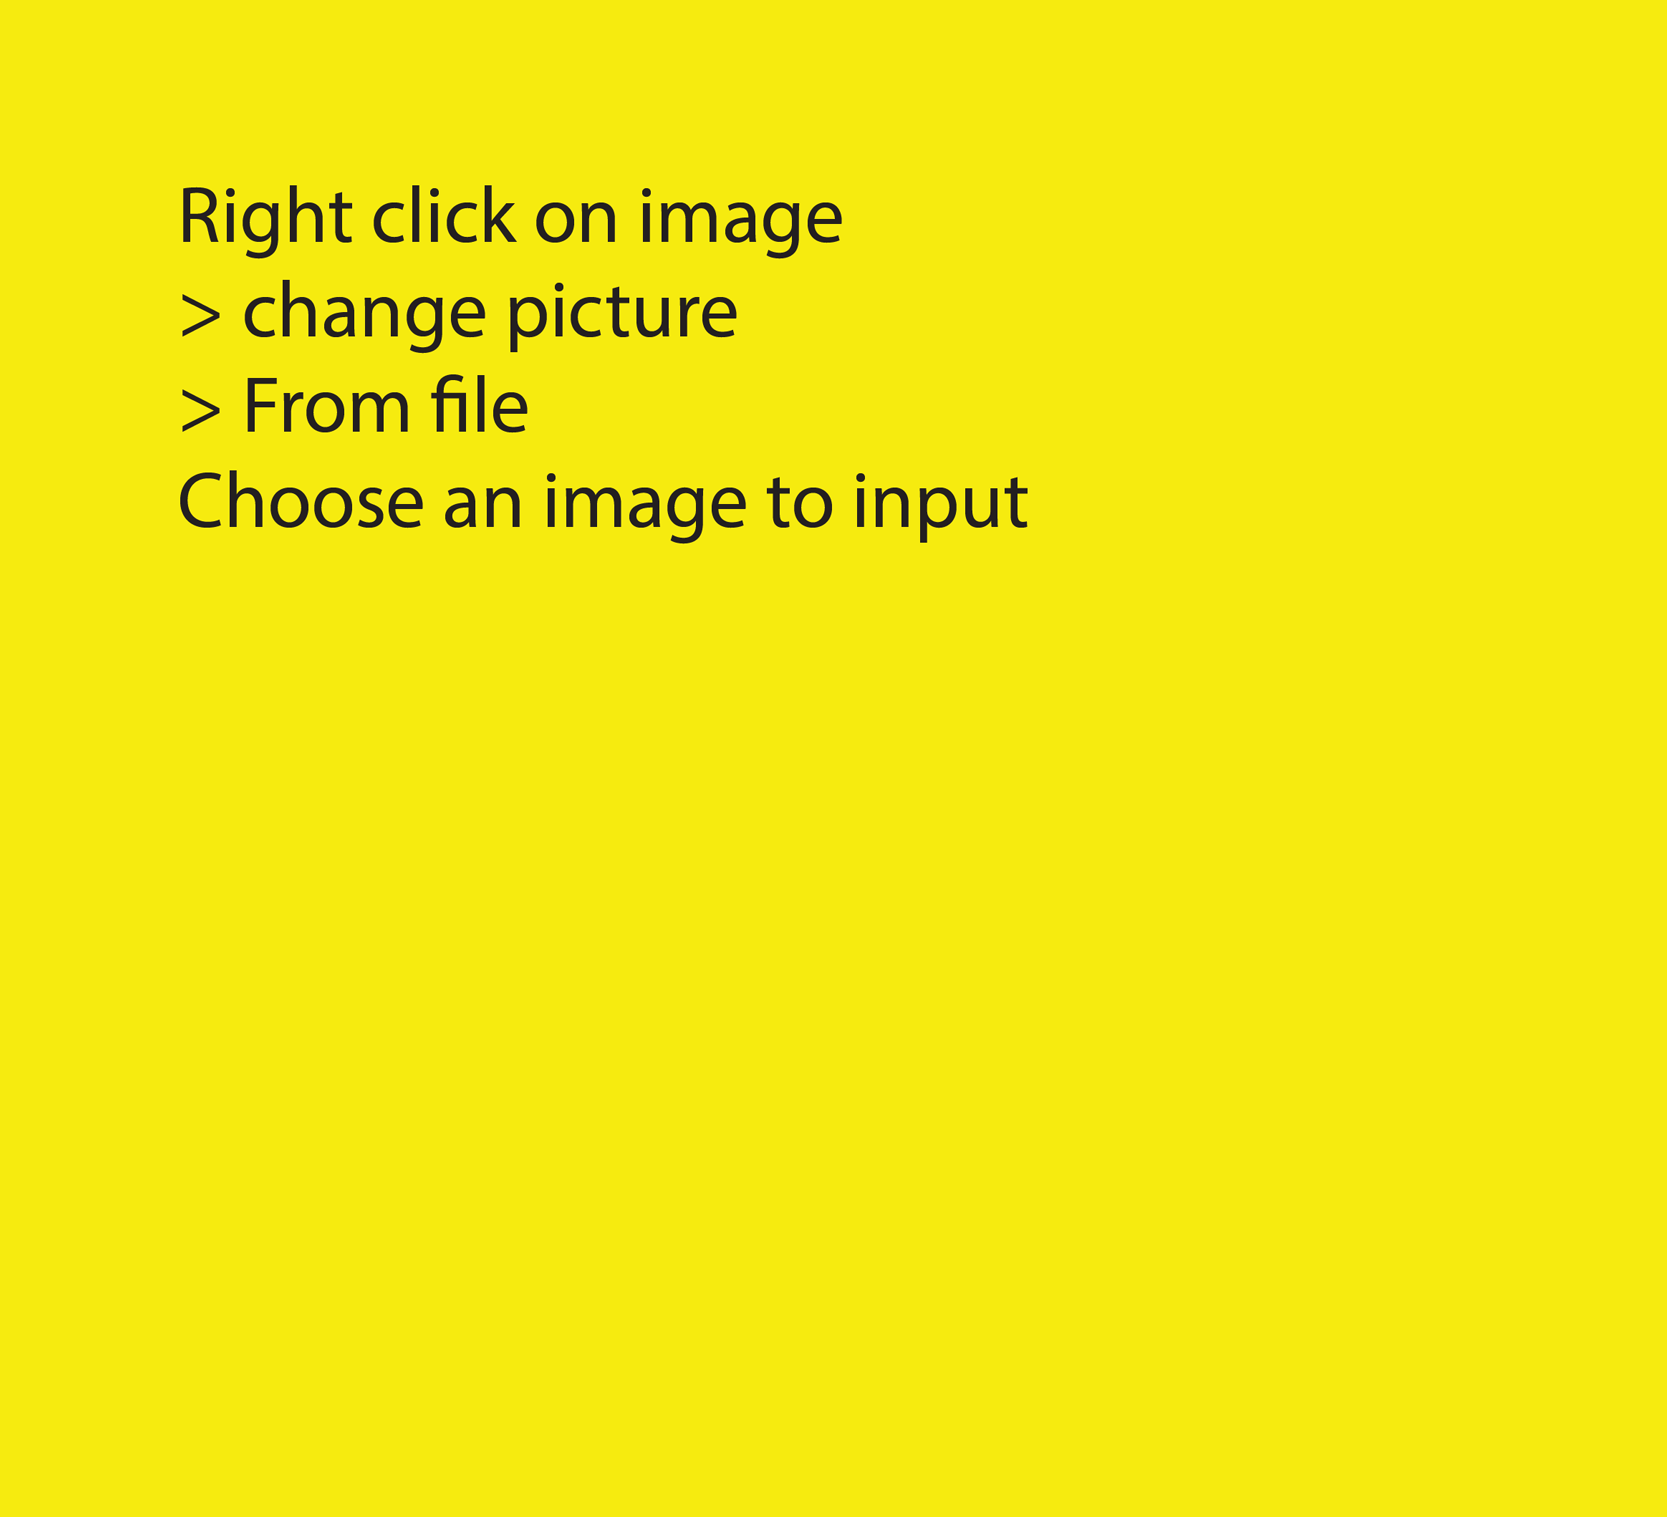 Right click on image
> change picture
> From file
Choose an image to input